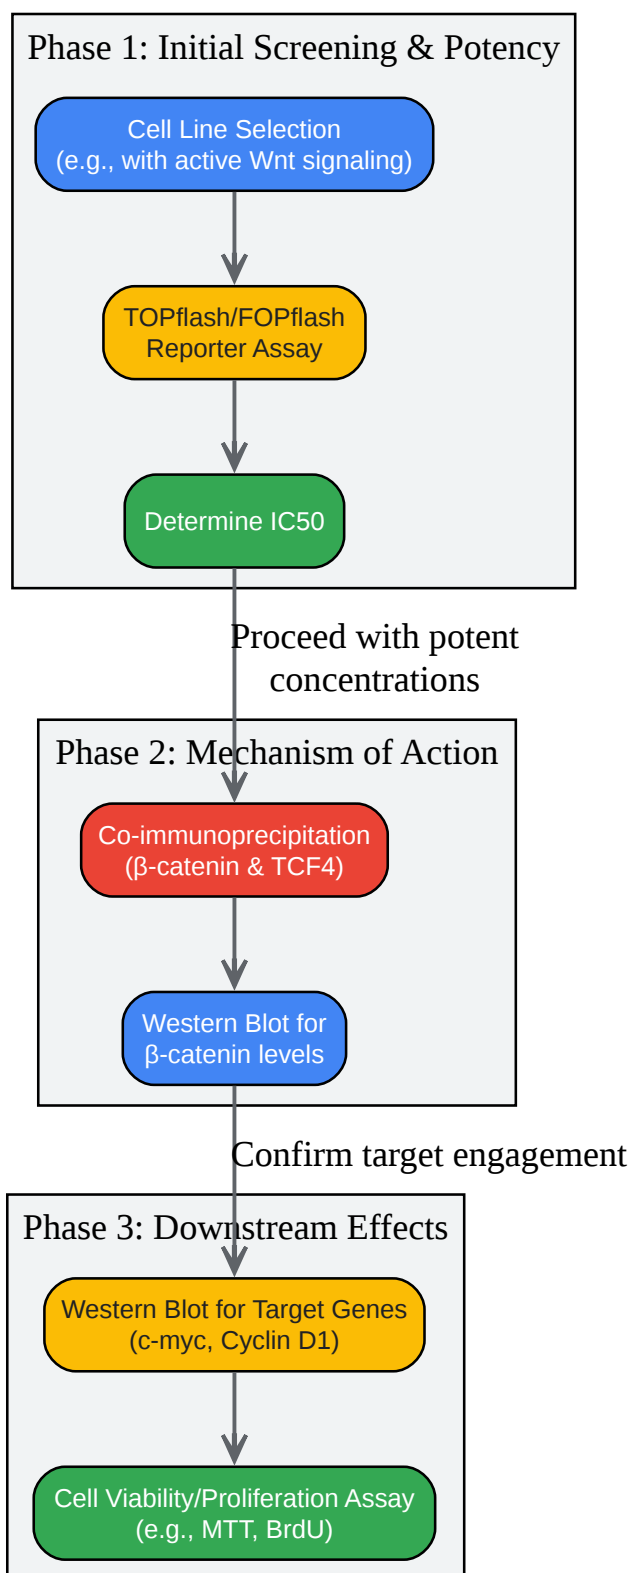 Phase 1: Initial Screening & Potency
Cell Line Selection
(e.g., with active Wnt signaling)
TOPflash/FOPflash
Reporter Assay
Determine IC50
Proceed with potent
concentrations
Phase 2: Mechanism of Action
Co-immunoprecipitation
(β-catenin & TCF4)
Western Blot for
β-catenin levels
Confirm target engagement
Phase 3: Downstream Effects
Western Blot for Target Genes
(c-myc, Cyclin D1)
Cell Viability/Proliferation Assay
(e.g., MTT, BrdU)